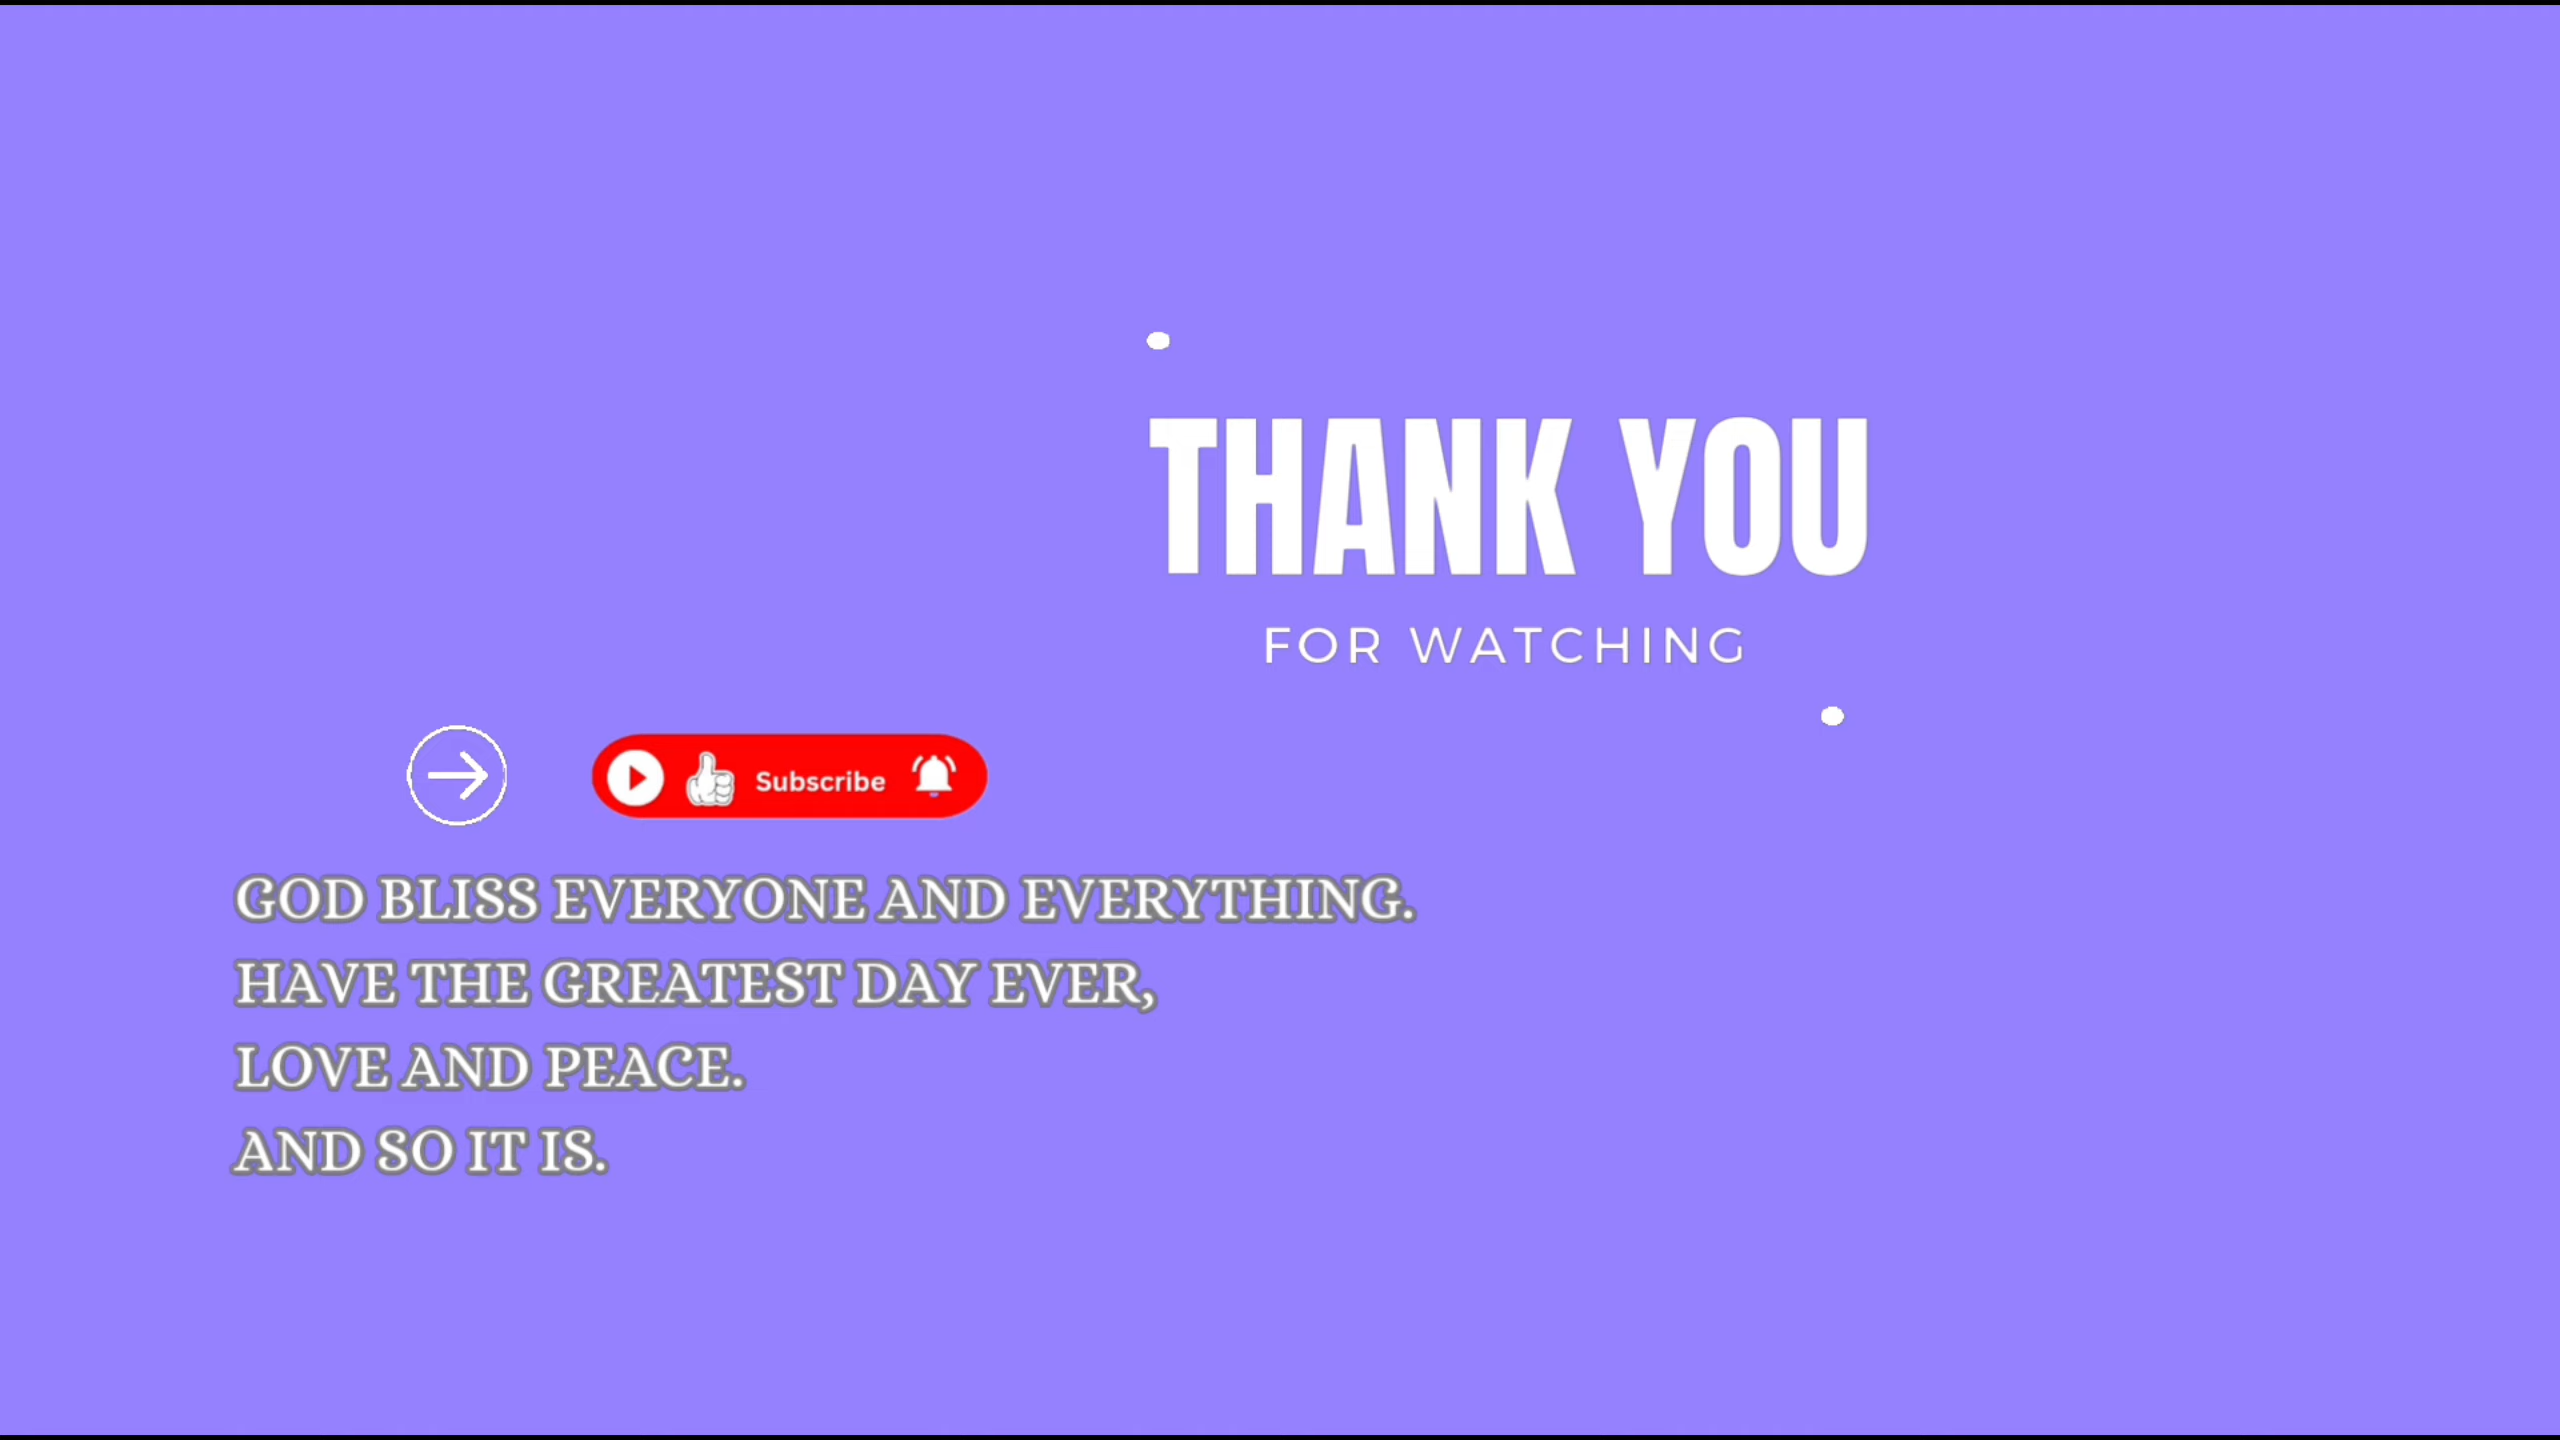 THANK YOU
FOR WATCHING
Subscribe
GOD BLISS EVERYONE AND EVERYTHING.
HAVE THE GREATEST DAY EVER,
LOVE AND PEACE.
AND SO IT IS.